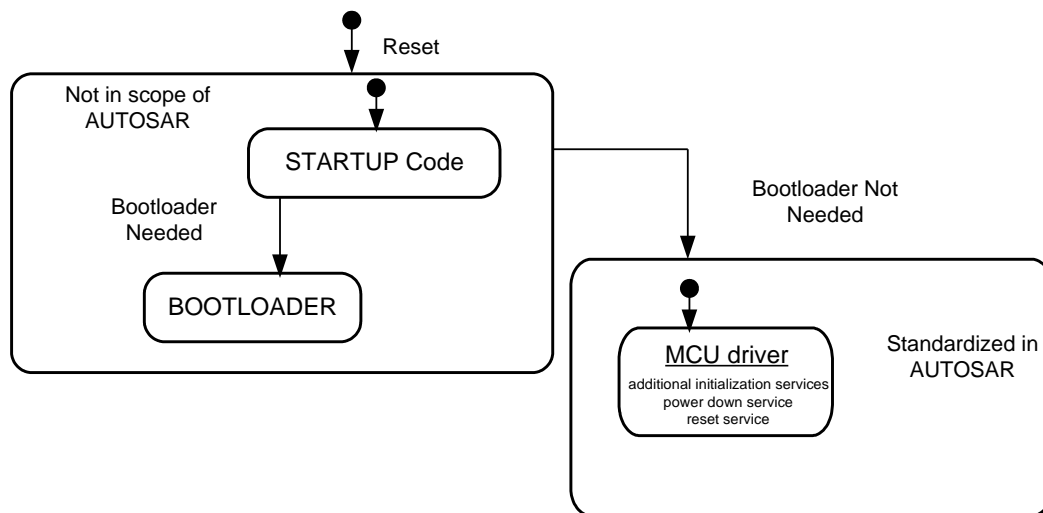 Reset
Not in scope of
AUTOSAR
STARTUP Code
Bootloader
Needed
BOOTLOADER
Bootloader Not
Needed
MCU driver
additional initialization services
power down service
reset service
Standardized in
AUTOSAR